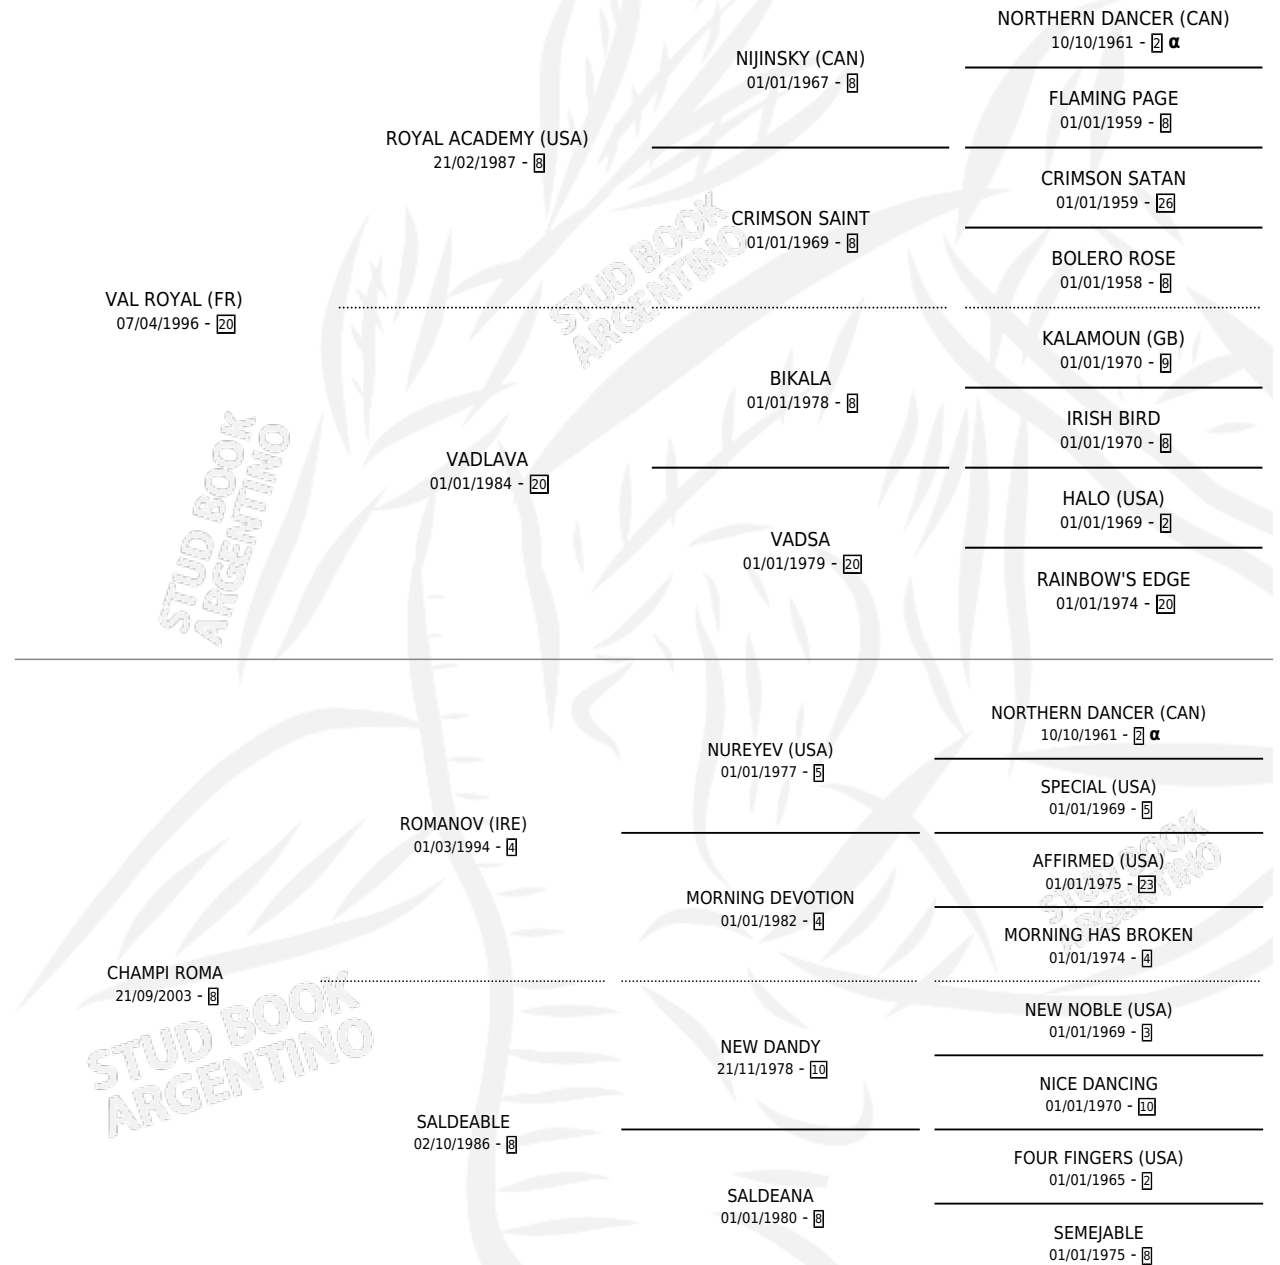 NORTHERN DANCER (CAN)
10/10/1961 - 2 α
NIJINSKY (CAN)
01/01/1967 - 8
FLAMING PAGE
01/01/1959 - 8
ROYAL ACADEMY (USA)
21/02/1987 - 8
CRIMSON SATAN
01/01/1959 - 26
CRIMSON SAINT
01/01/1969 - 8
BOLERO ROSE
01/01/1958 - 8
VAL ROYAL (FR)
07/04/1996 - 20
KALAMOUN (GB)
01/01/1970 - 9
BIKALA
01/01/1978 - 8
IRISH BIRD
01/01/1970 - 8
VADLAVA
01/01/1984 - 20
HALO (USA)
01/01/1969 - 2
VADSA
01/01/1979 - 20
RAINBOW'S EDGE
01/01/1974 - 20
NORTHERN DANCER (CAN)
10/10/1961 - 2 α
NUREYEV (USA)
01/01/1977 - 5
SPECIAL (USA)
01/01/1969 - 5
ROMANOV (IRE)
01/03/1994 - 4
AFFIRMED (USA)
01/01/1975 - 23
MORNING DEVOTION
01/01/1982 - 4
MORNING HAS BROKEN
01/01/1974 - 4
CHAMPI ROMA
21/09/2003 - 8
NEW NOBLE (USA)
01/01/1969 - 3
NEW DANDY
21/11/1978 - 10
NICE DANCING
01/01/1970 - 10
SALDEABLE
02/10/1986 - 8
FOUR FINGERS (USA)
01/01/1965 - 2
SALDEANA
01/01/1980 - 8
SEMEJABLE
01/01/1975 - 8
STUD BOOK
ARGENTINO
STUD BOOK
ARGENTINO
STUD BOOK
ARGENTINO
STUD BOOK
ARGENTINO